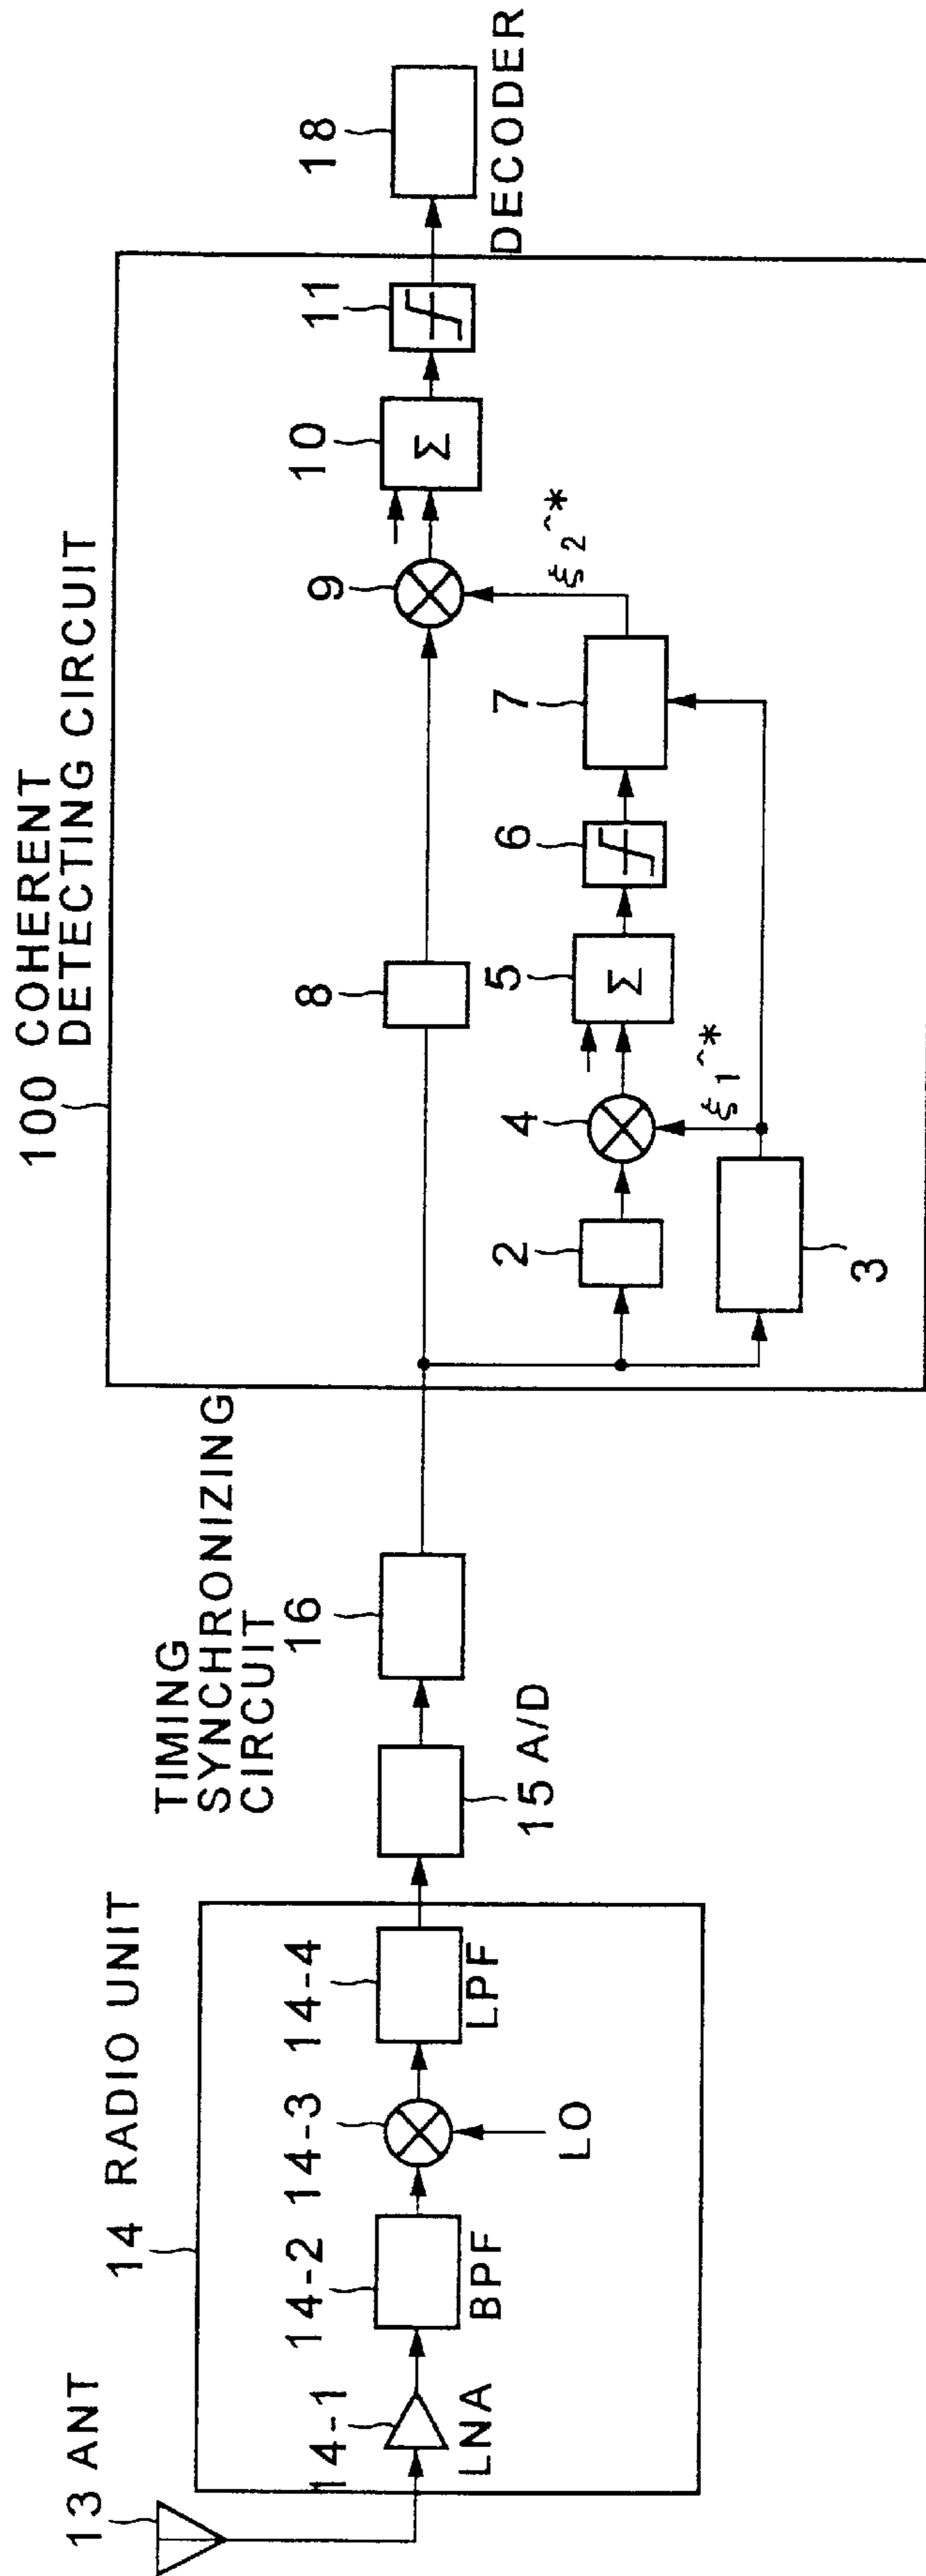 13 ANT
14 RADIO UNIT
14-1
LNA
14-2
BPF
14-3
LO
14-4
LPF
15 A/D
TIMING
SYNCHRONIZING
CIRCUIT
16
100 COHERENT
DETECTING CIRCUIT
2
3
4
ξ1^*
5
Σ
6
7
8
ξ2^*
9
10
Σ
11
18
DECODER